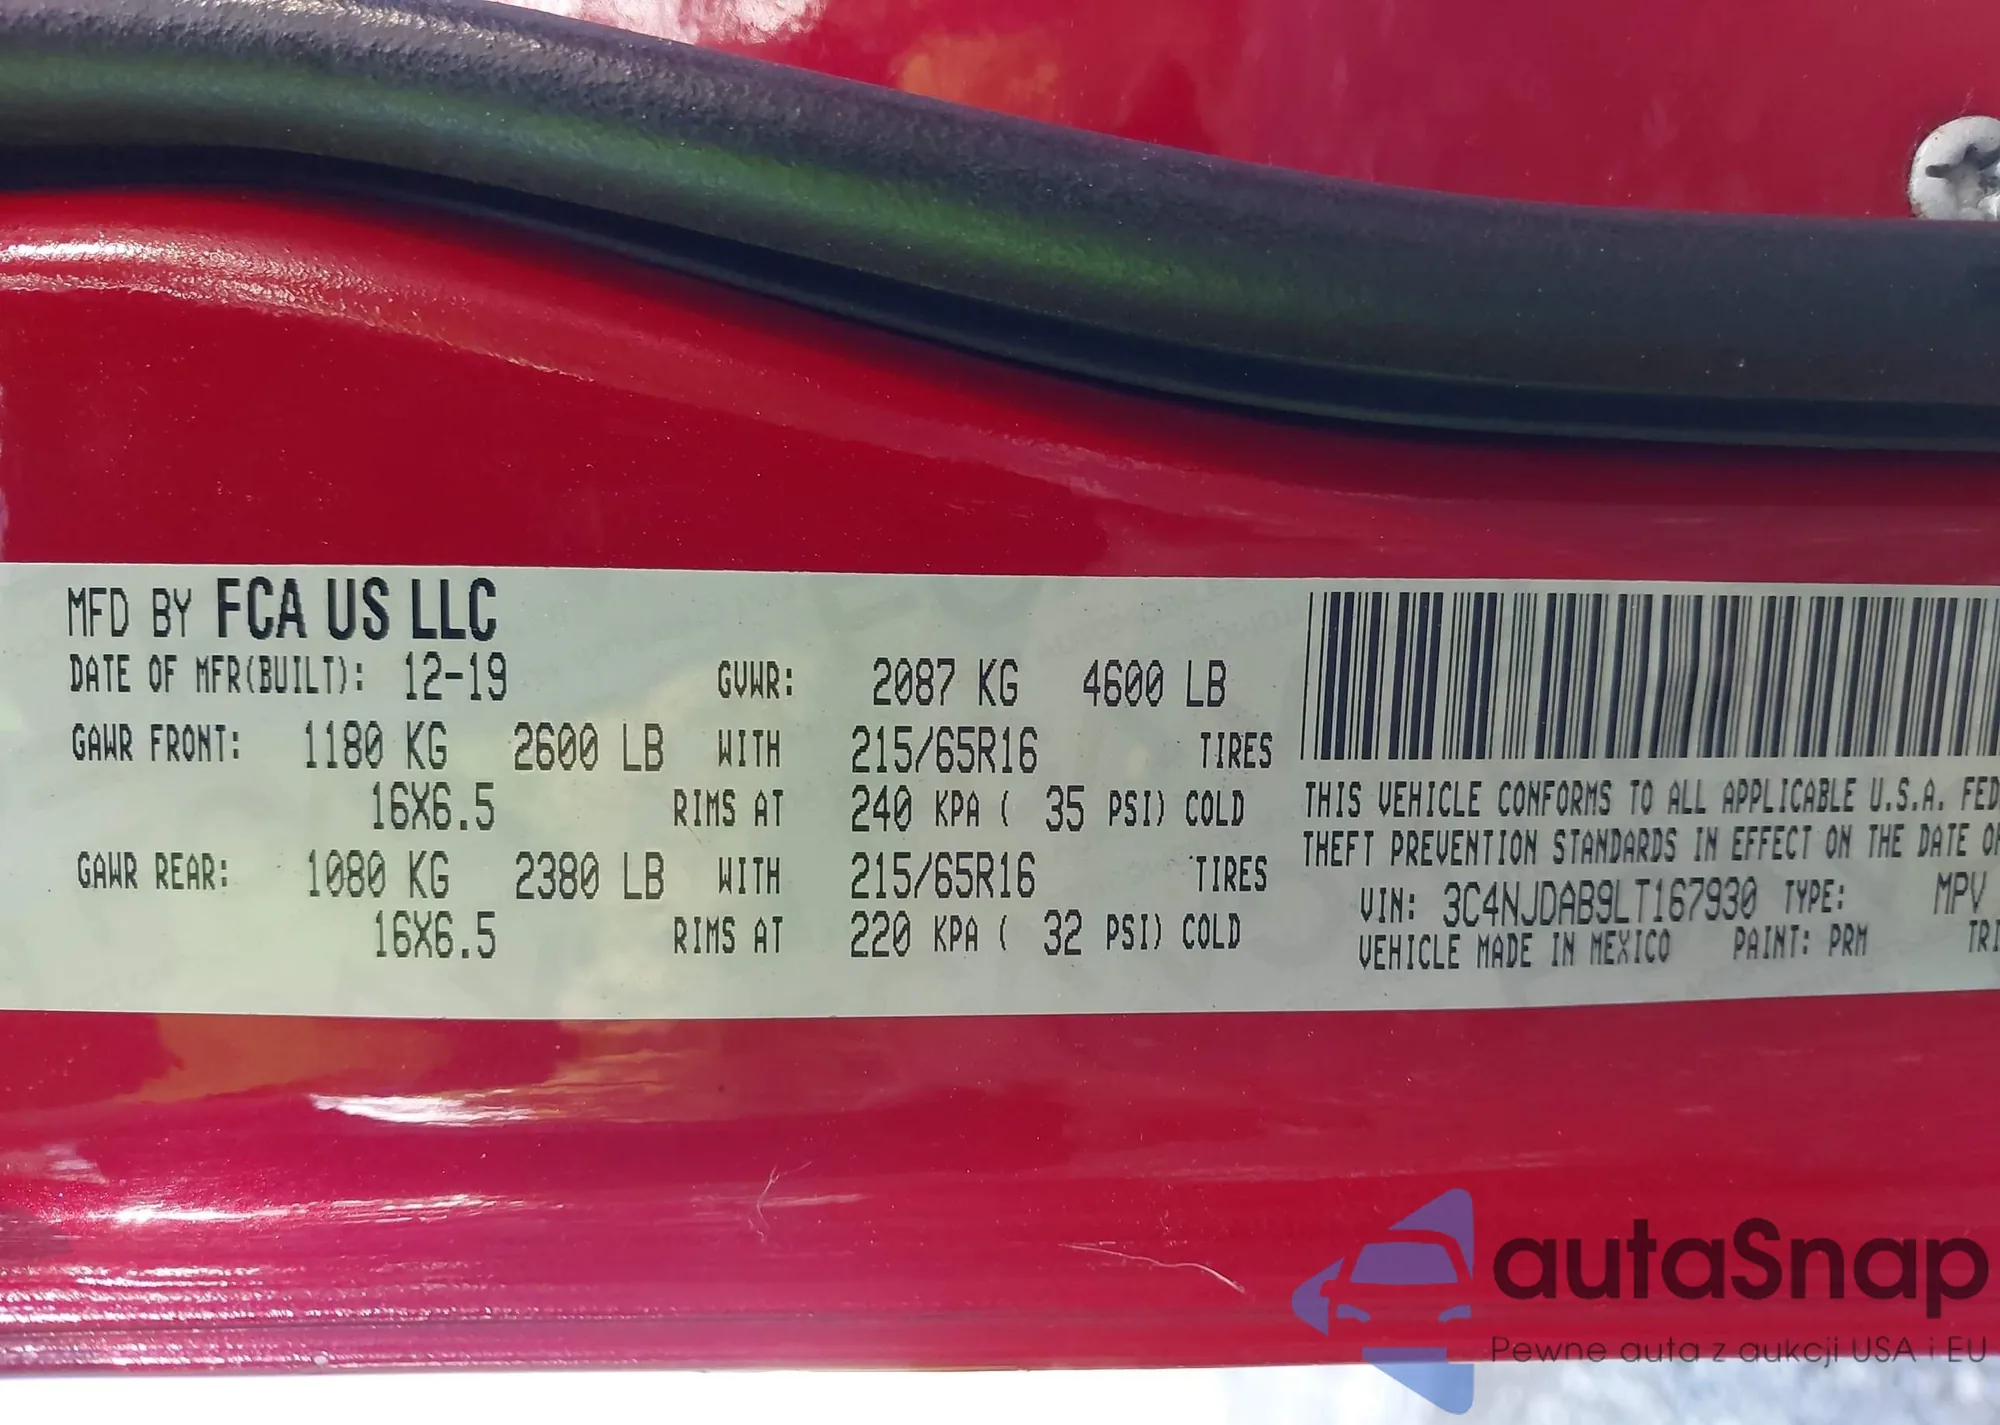 MFD BY FCA US LLC
DATE OF MFR(BUILT): 12-19 GVWR: 2087 KG 4600 LB
GAWR FRONT: 1180 KG 2600 LB WITH 215/65R16 TIRES
16X6.5 RIMS AT 240 KPA ( 35 PSI) COLD
GAWR REAR: 1080 KG 2380 LB WITH 215/65R16 TIRES
16X6.5 RIMS AT 220 KPA ( 32 PSI) COLD
THIS VEHICLE CONFORMS TO ALL APPLICABLE U.S.A. FED
THEFT PREVENTION STANDARDS IN EFFECT ON THE DATE OF
VIN: 3C4NJDAB9LT167930 TYPE: MPV
VEHICLE MADE IN MEXICO PAINT: PRM TRI
autaSnap
Pewne auta z aukcji USA i EU